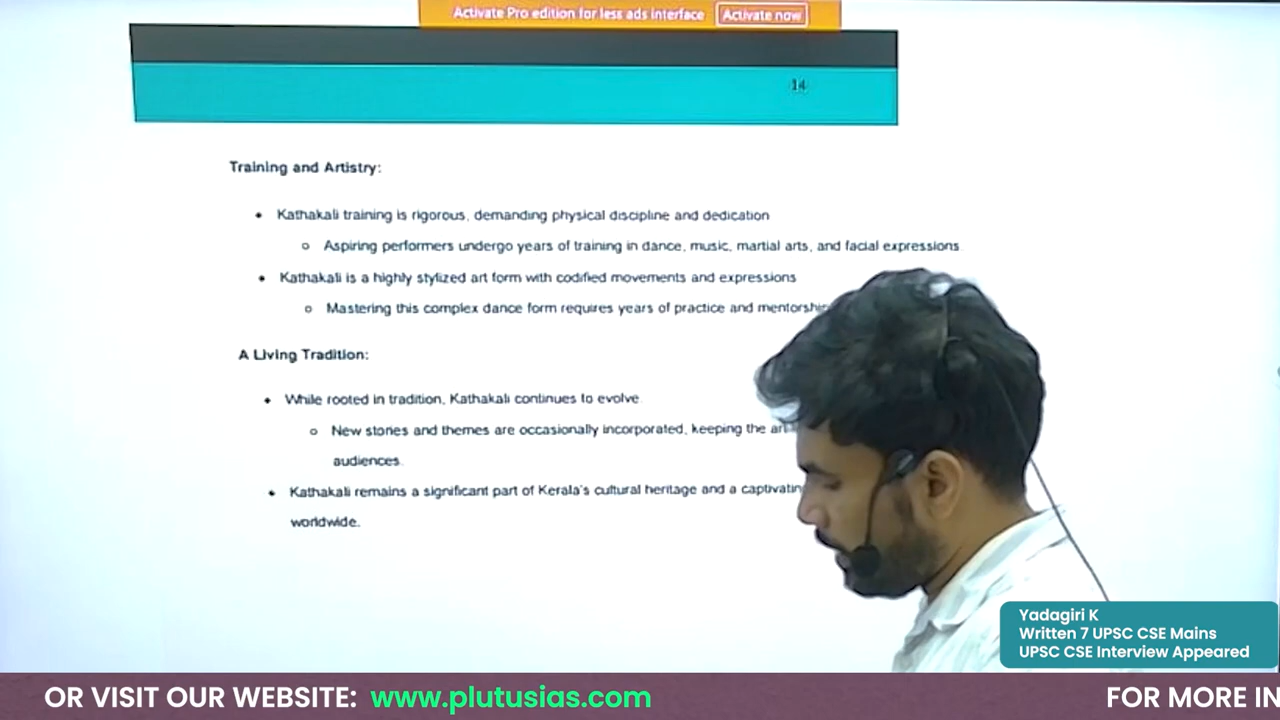 Activate Pro edition for less ads interface Activate now
14
Training and Artistry:
• Kathakali training is rigorous, demanding physical discipline and dedication
o Aspiring performers undergo years of training in dance, music, martial arts, and facial expressions.
• Kathakali is a highly stylized art form with codified movements and expressions
o Mastering this complex dance form requires years of practice and
A Living Tradition:
• While rooted in tradition, Kathakali continues to evolve.
o New stories and themes are occasionally incorporated, keeping the
audiences.
• Kathakali remains a significant part of Kerala's cultural heritage and a
worldwide.
Yadagiri K
Written 7 UPSC CSE Mains
UPSC CSE Interview Appeared
OR VISIT OUR WEBSITE: www.plutusias.com FOR MORE IN